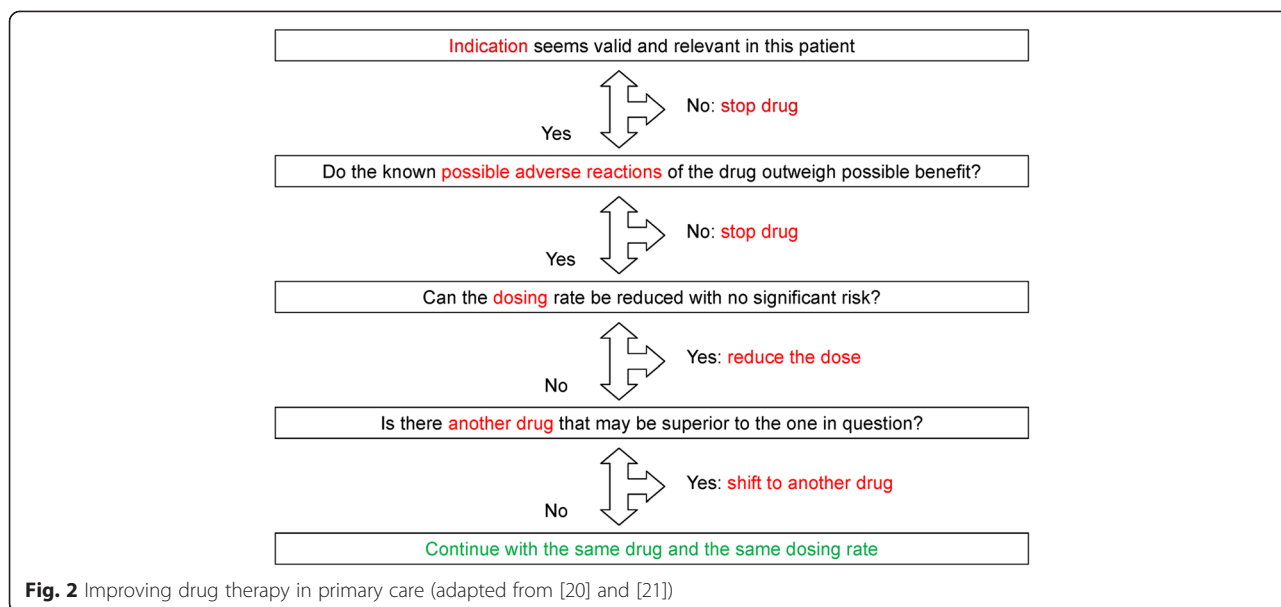 Indication seems valid and relevant in this patient
No: stop drug
Yes
Do the known possible adverse reactions of the drug outweigh possible benefit?
No: stop drug
Yes
Can the dosing rate be reduced with no significant risk?
Yes: reduce the dose
No
Is there another drug that may be superior to the one in question?
Yes: shift to another drug
No
Continue with the same drug and the same dosing rate
Fig. 2 Improving drug therapy in primary care (adapted from [20] and [21])